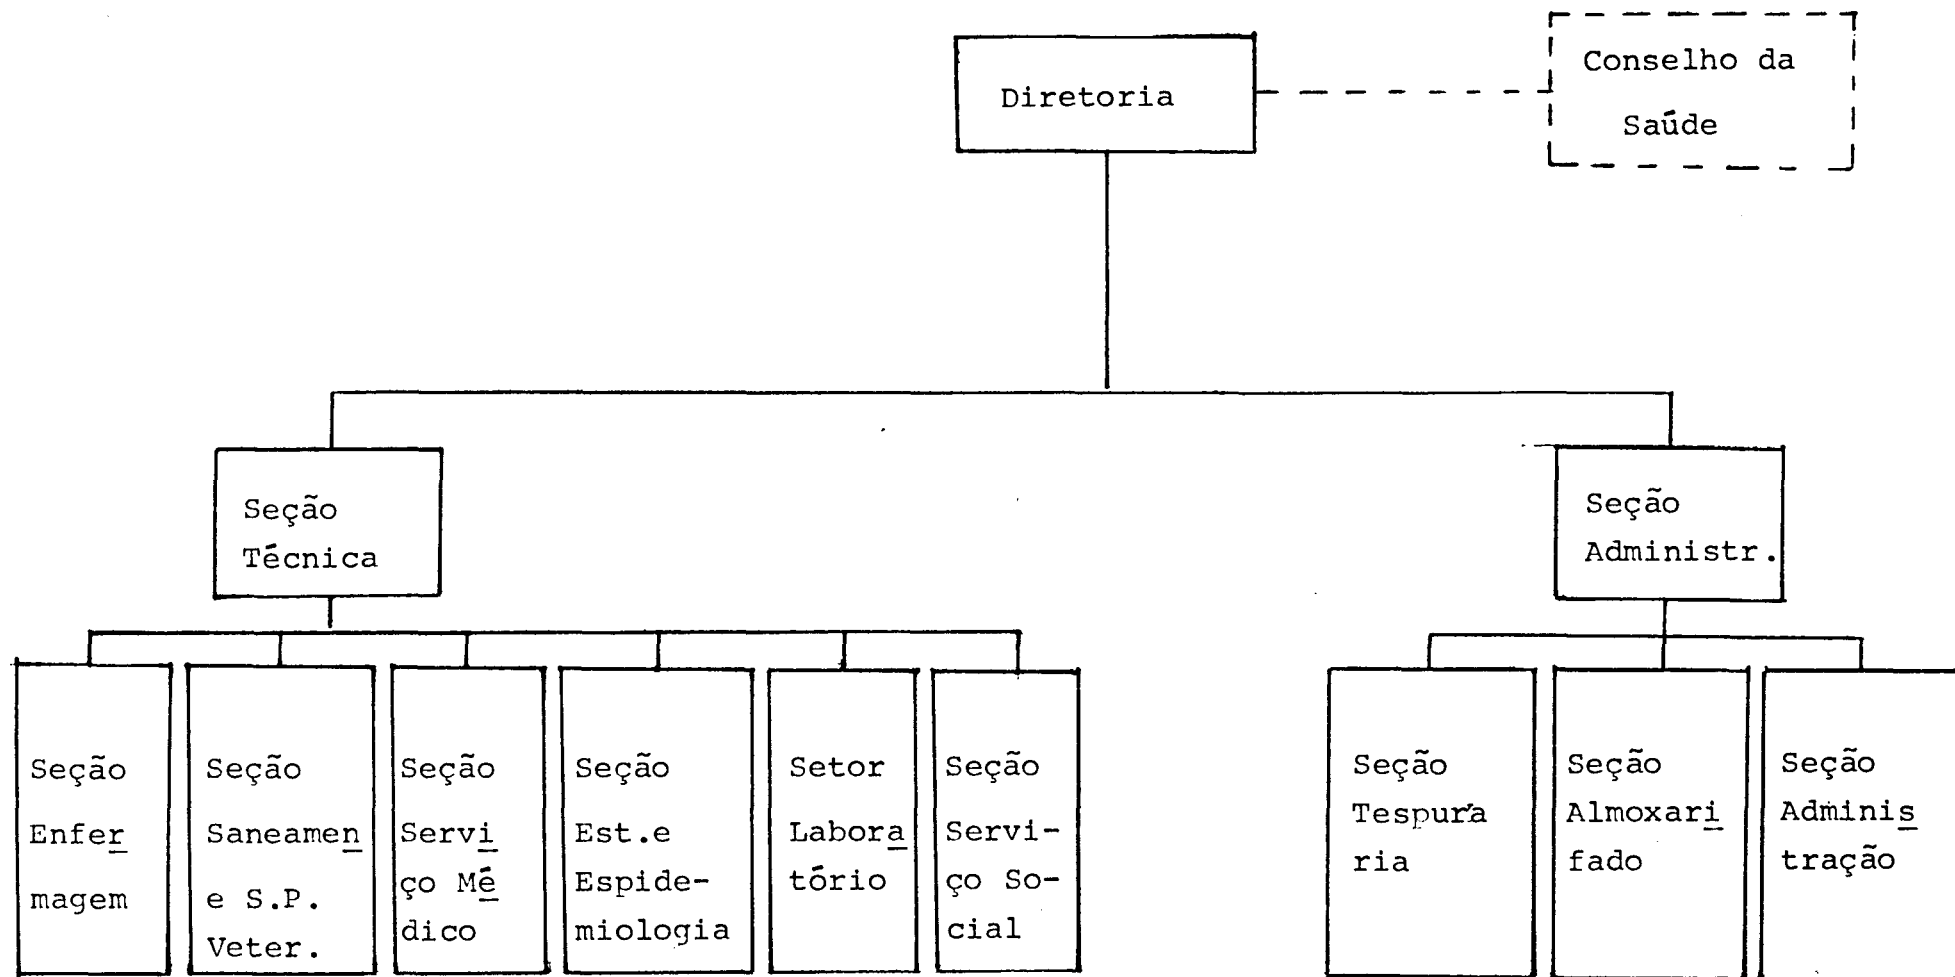 Diretoria
Conselho da
Saúde
Seção
Técnica
Seção
Administr.
Seção
Enfer
magem
Seção
Saneamen
e S.P.
Veter.
Seção
Servi
ço Mé
dico
Seção
Est.e
Espide-
miologia
Setor
Labora
tório
Seção
Servi-
ço So-
cial
Seção
Tespura
ria
Seção
Almoxari
fado
Seção
Adminis
tração